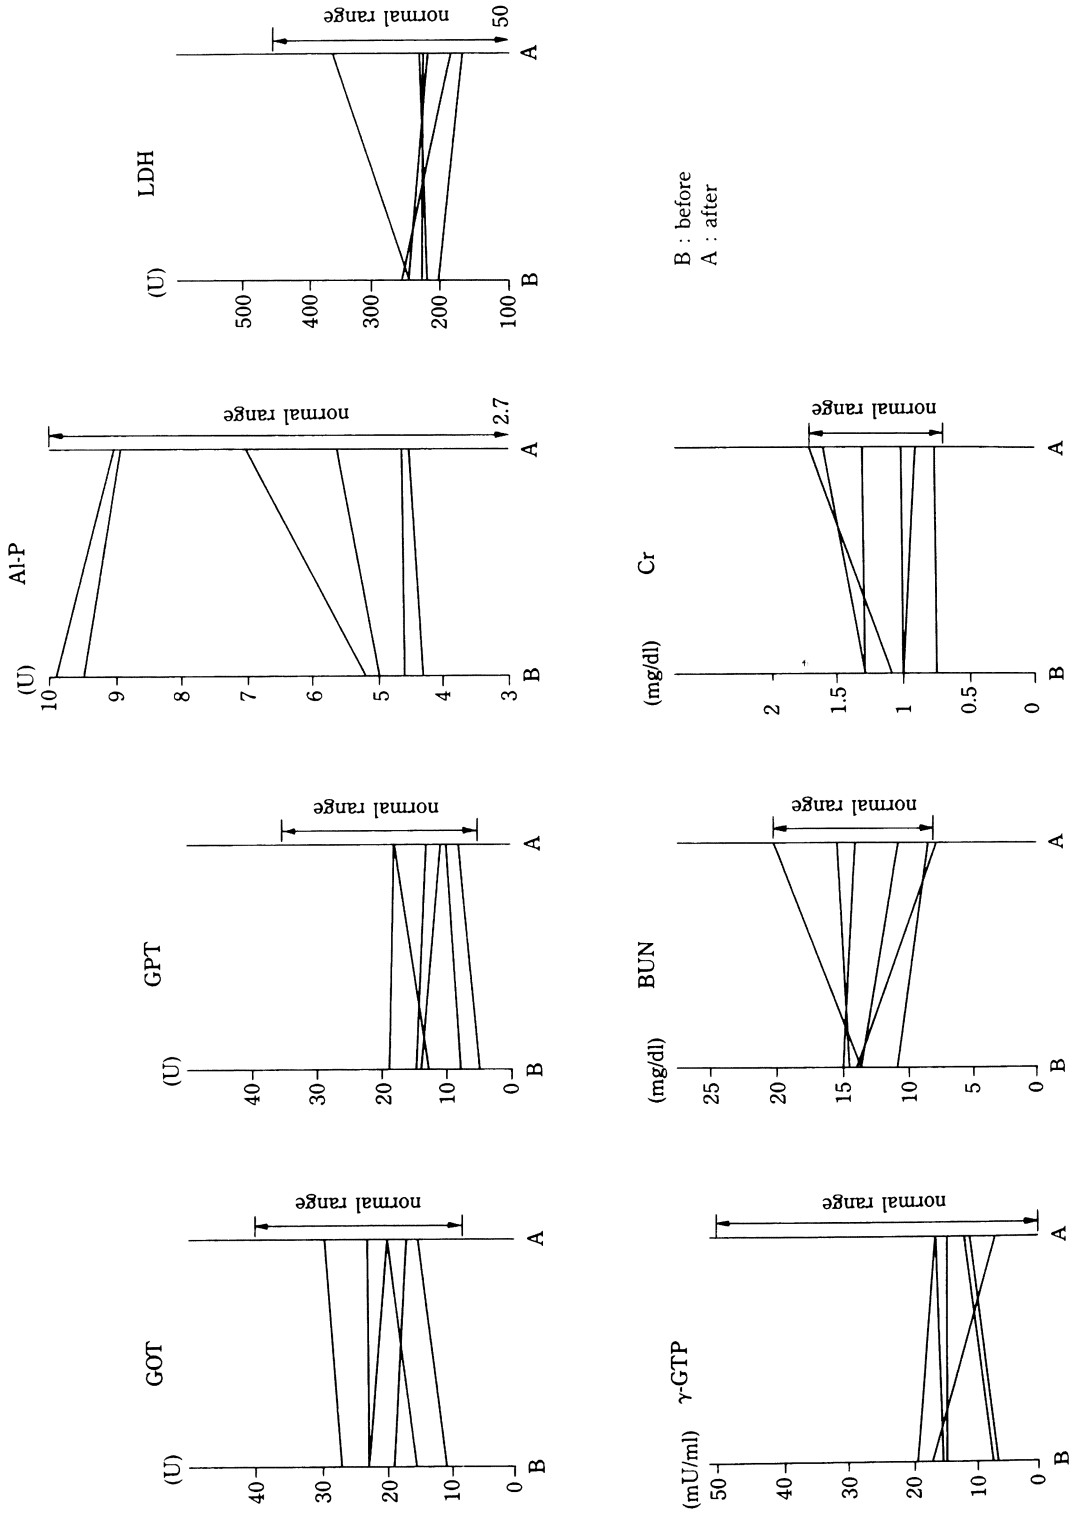 GOT
(U)
40
30
20
10
0
B
A
normal range
GPT
(U)
40
30
20
10
0
B
A
normal range
Al-P
(U)
10
9
8
7
6
5
4
3
B
A
normal range
2.7
LDH
(U)
500
400
300
200
100
B
A
normal range
50
γ-GTP
(mU/ml)
50
40
30
20
10
0
B
A
normal range
BUN
(mg/dl)
25
20
15
10
5
0
B
A
normal range
Cr
(mg/dl)
2
1.5
1
0.5
0
B
A
normal range
B : before
A : after